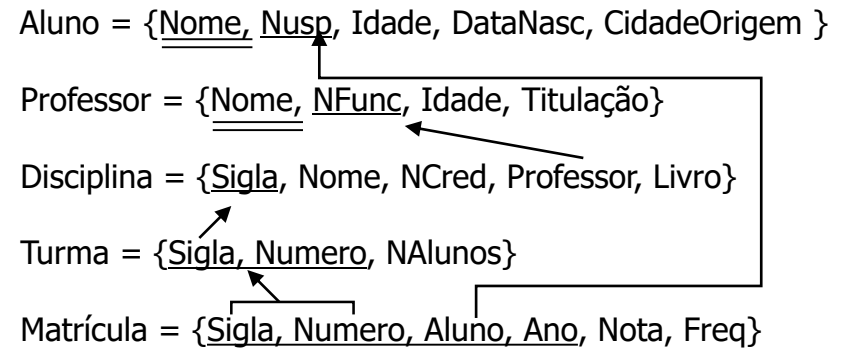 Aluno = {Nome, Nusp, Idade, DataNasc, CidadeOrigem }
Professor = {Nome, NFunc, Idade, Titulação}
Disciplina = {Sigla, Nome, NCred, Professor, Livro}
Turma = {Sigla, Numero, NAlunos}
Matrícula = {Sigla, Numero, Aluno, Ano, Nota, Freq}